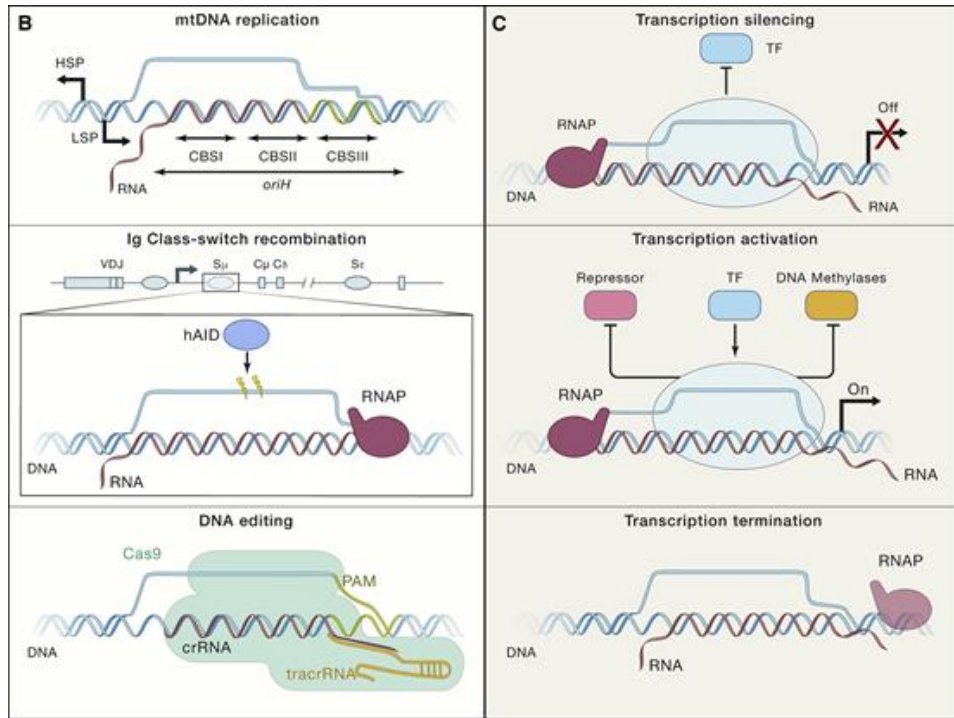 B
mtDNA replication
HSP
LSP
RNA
CBSI CBSII CBSIII
oriH
Ig Class-switch recombination
VDJ Sμ Cμ Cδ Sε
hAID
RNAP
DNA
RNA
DNA editing
Cas9
PAM
DNA
crRNA
tracrRNA
C
Transcription silencing
TF
RNAP
Off
DNA
RNA
Transcription activation
Repressor TF DNA Methylases
RNAP
On
DNA
RNA
Transcription termination
RNAP
DNA
RNA